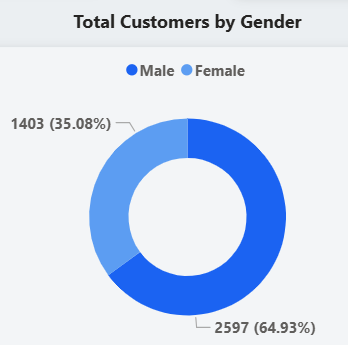 Total Customers by Gender
Male Female
1403 (35.08%)
2597 (64.93%)